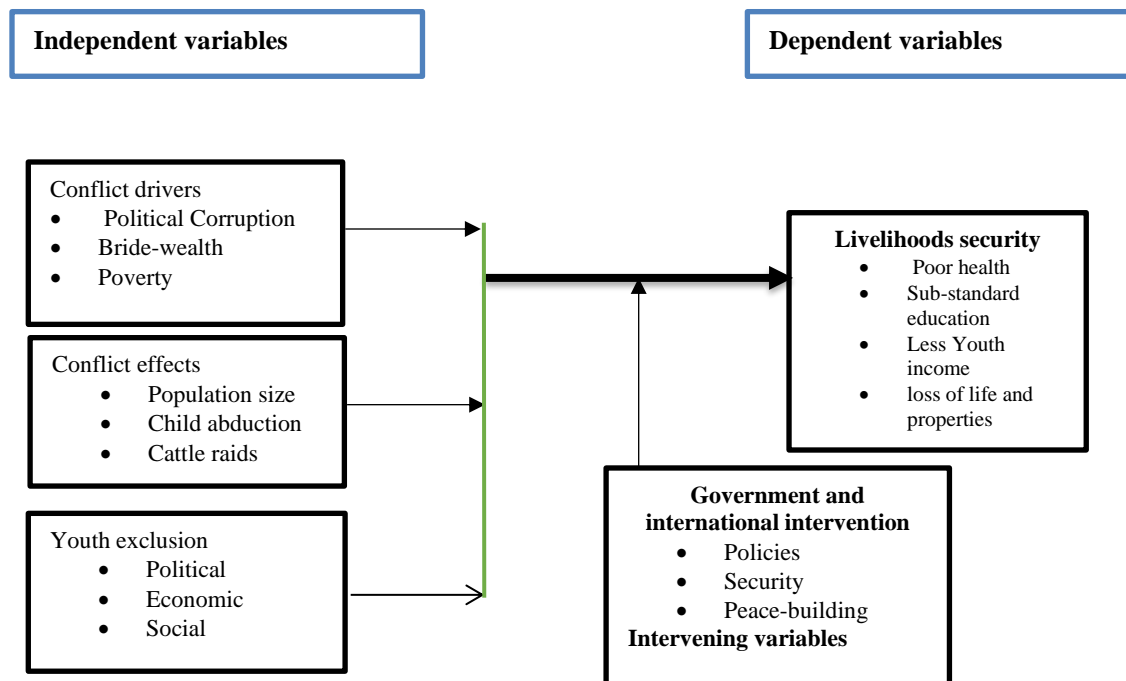 Independent variables
Dependent variables
Conflict drivers
• Political Corruption
• Bride-wealth
• Poverty
Conflict effects
• Population size
• Child abduction
• Cattle raids
Youth exclusion
• Political
• Economic
• Social
Livelihoods security
• Poor health
• Sub-standard
education
• Less Youth
income
• loss of life and
properties
Government and
international intervention
• Policies
• Security
• Peace-building
Intervening variables